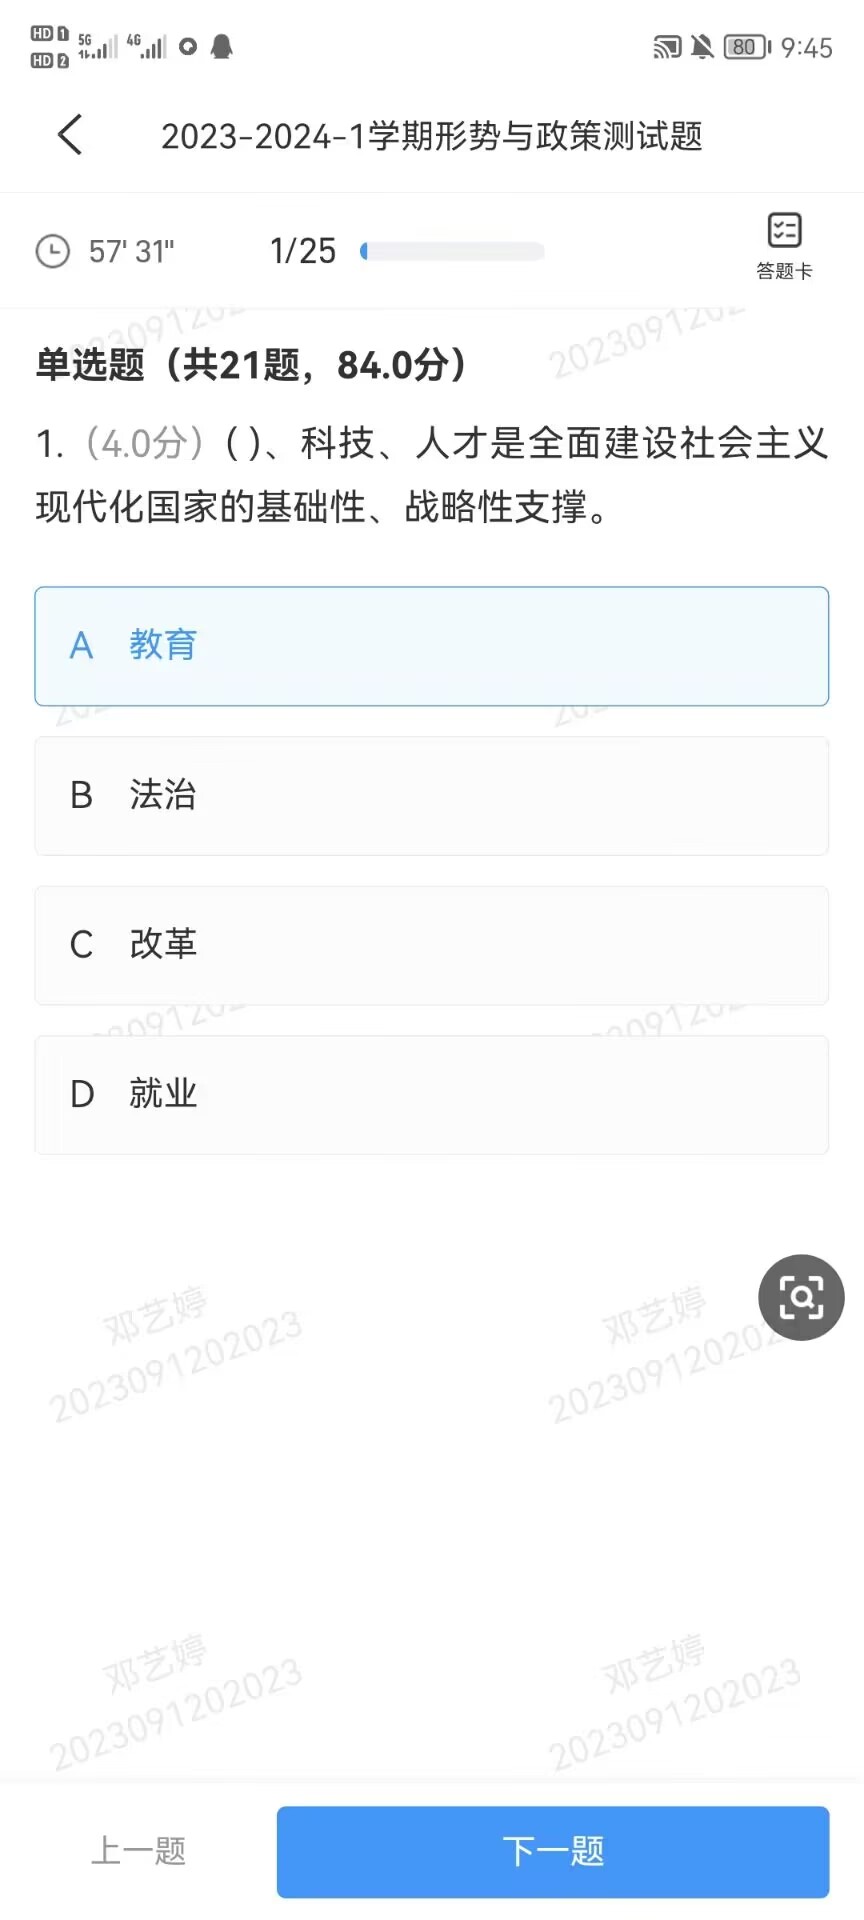 HD 1 5G 4G 80 9:45
HD 2
2023-2024-1学期形势与政策测试题
57' 31" 1/25
答题卡
单选题（共21题，84.0分）
1.（4.0分）( )、科技、人才是全面建设社会主义
现代化国家的基础性、战略性支撑。
A 教育
B 法治
C 改革
D 就业
邓艺婷 邓艺婷
2023091202023 202309120202
邓艺婷 邓艺婷
2023091202023 2023091202023
上一题 下一题